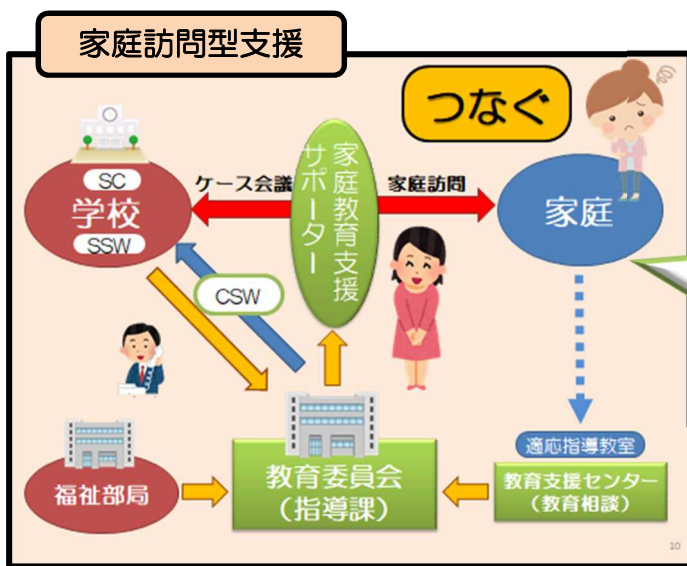 家庭訪問型支援
つなぐ
SC
学校
SSW
ケース会議
家庭教育支援
サポーター
家庭訪問
家庭
CSW
適応指導教室
福祉部局
教育委員会
(指導課)
教育支援センター
(教育相談)
10